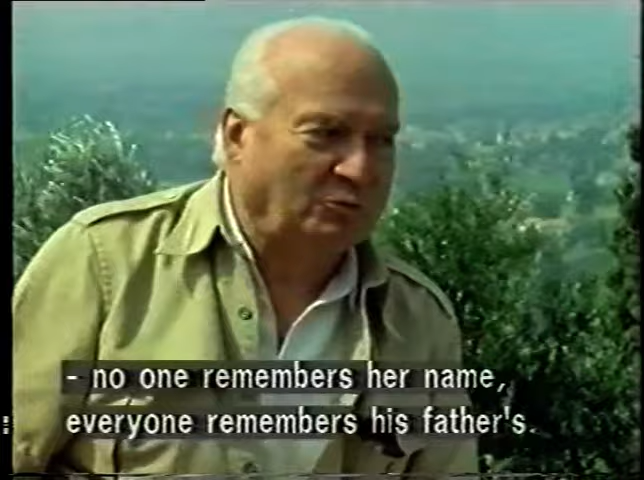 - no one remembers her name,
everyone remembers his father's.